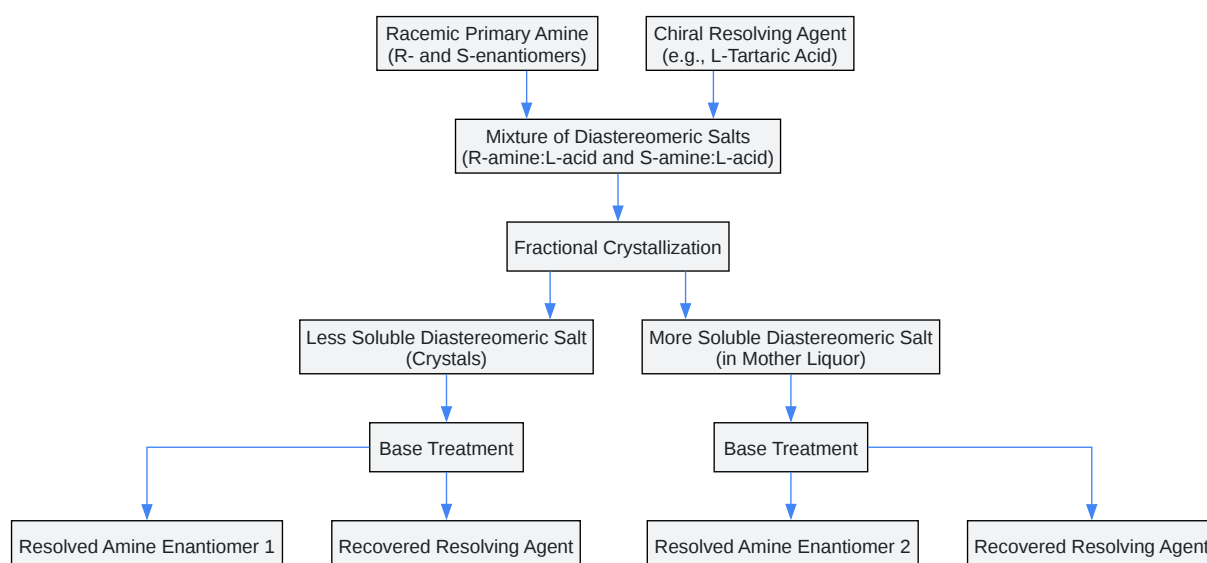 Racemic Primary Amine
(R- and S-enantiomers)
Chiral Resolving Agent
(e.g., L-Tartaric Acid)
Mixture of Diastereomeric Salts
(R-amine:L-acid and S-amine:L-acid)
Fractional Crystallization
Less Soluble Diastereomeric Salt
(Crystals)
More Soluble Diastereomeric Salt
(in Mother Liquor)
Base Treatment
Base Treatment
Resolved Amine Enantiomer 1
Recovered Resolving Agent
Resolved Amine Enantiomer 2
Recovered Resolving Agent